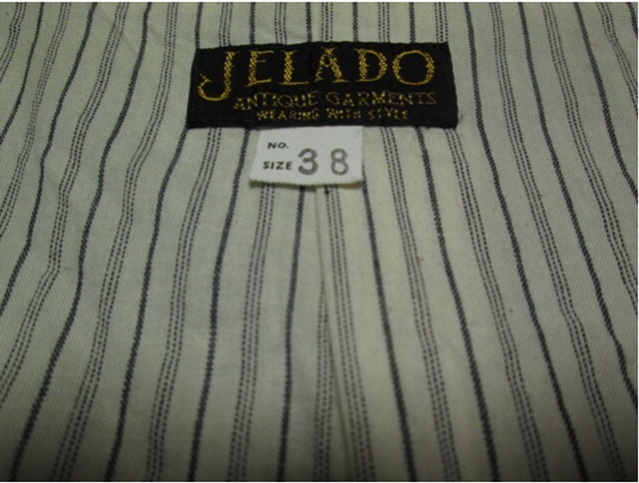 JELADO
ANTIQUE GARMENTS
WEARING WITH STYLE
NO.
SIZE 38